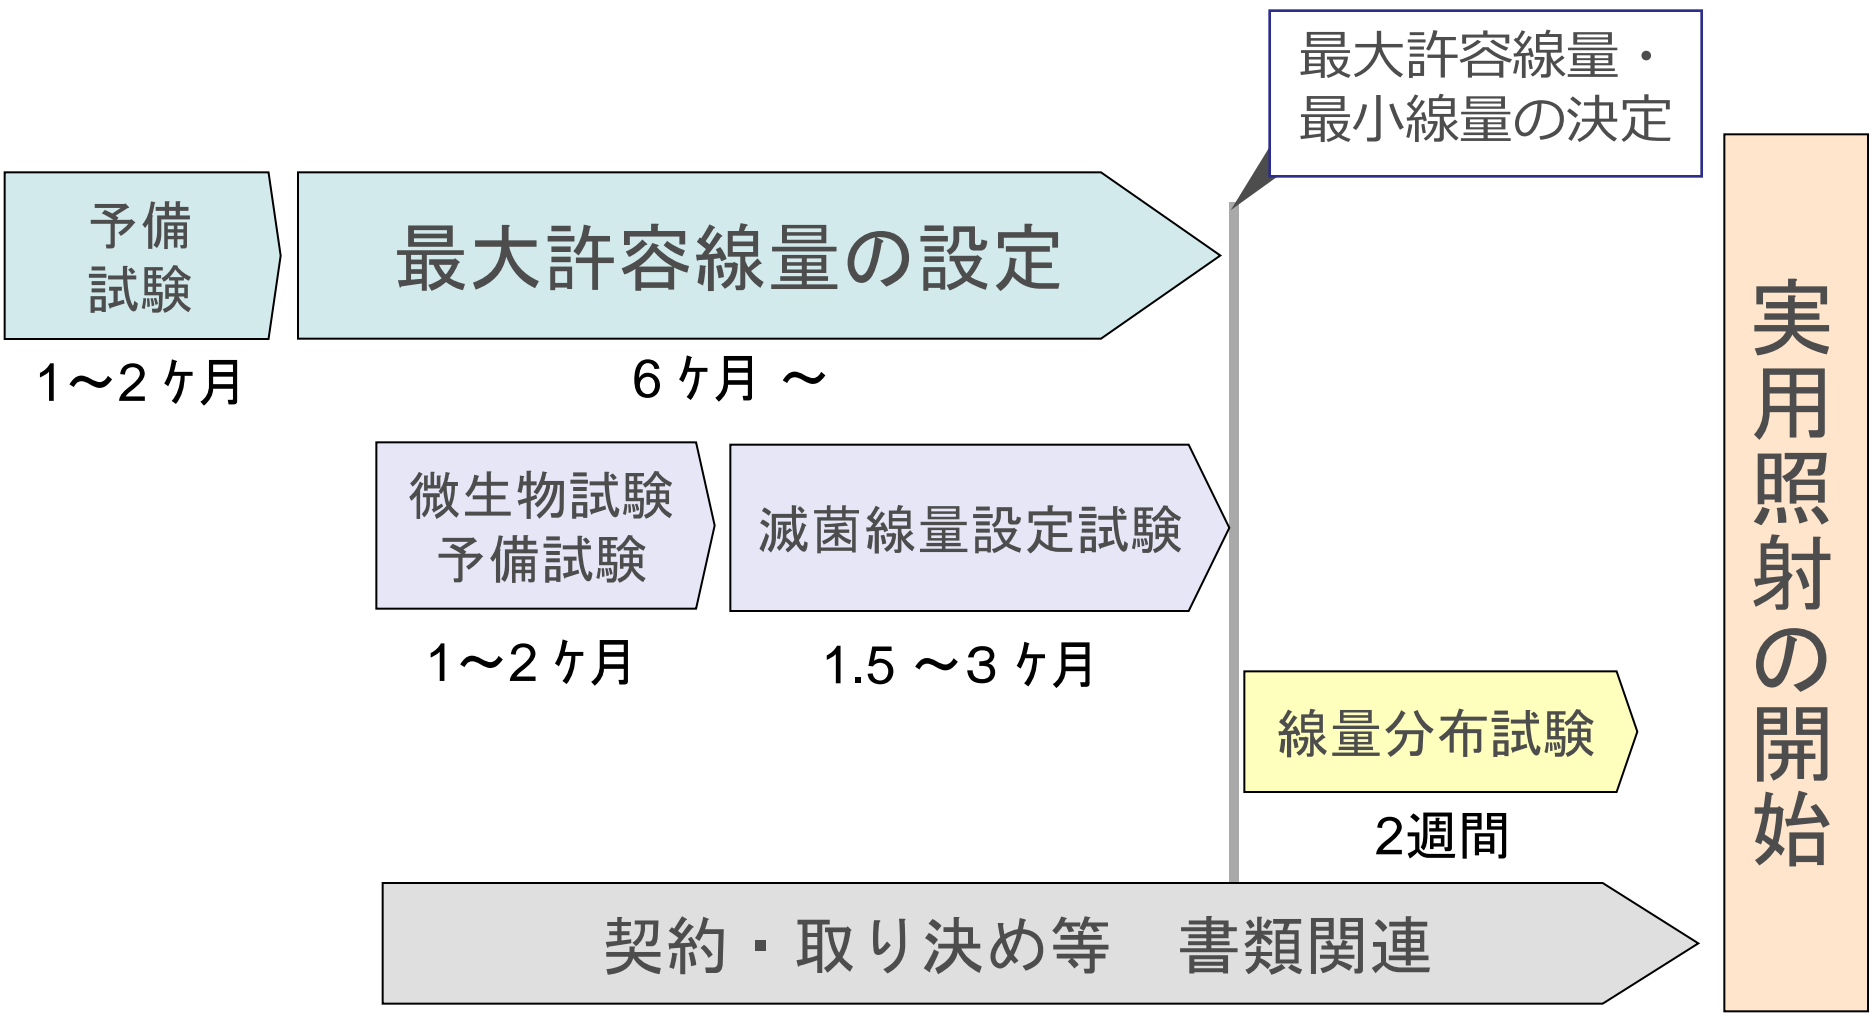 最大許容線量・
最小線量の決定
予備
試験
最大許容線量の設定
1～2 ヶ月
6 ヶ月 ～
微生物試験
予備試験
滅菌線量設定試験
1～2 ヶ月
1.5 ～3 ヶ月
線量分布試験
2週間
契約・取り決め等　書類関連
実用照射の開始